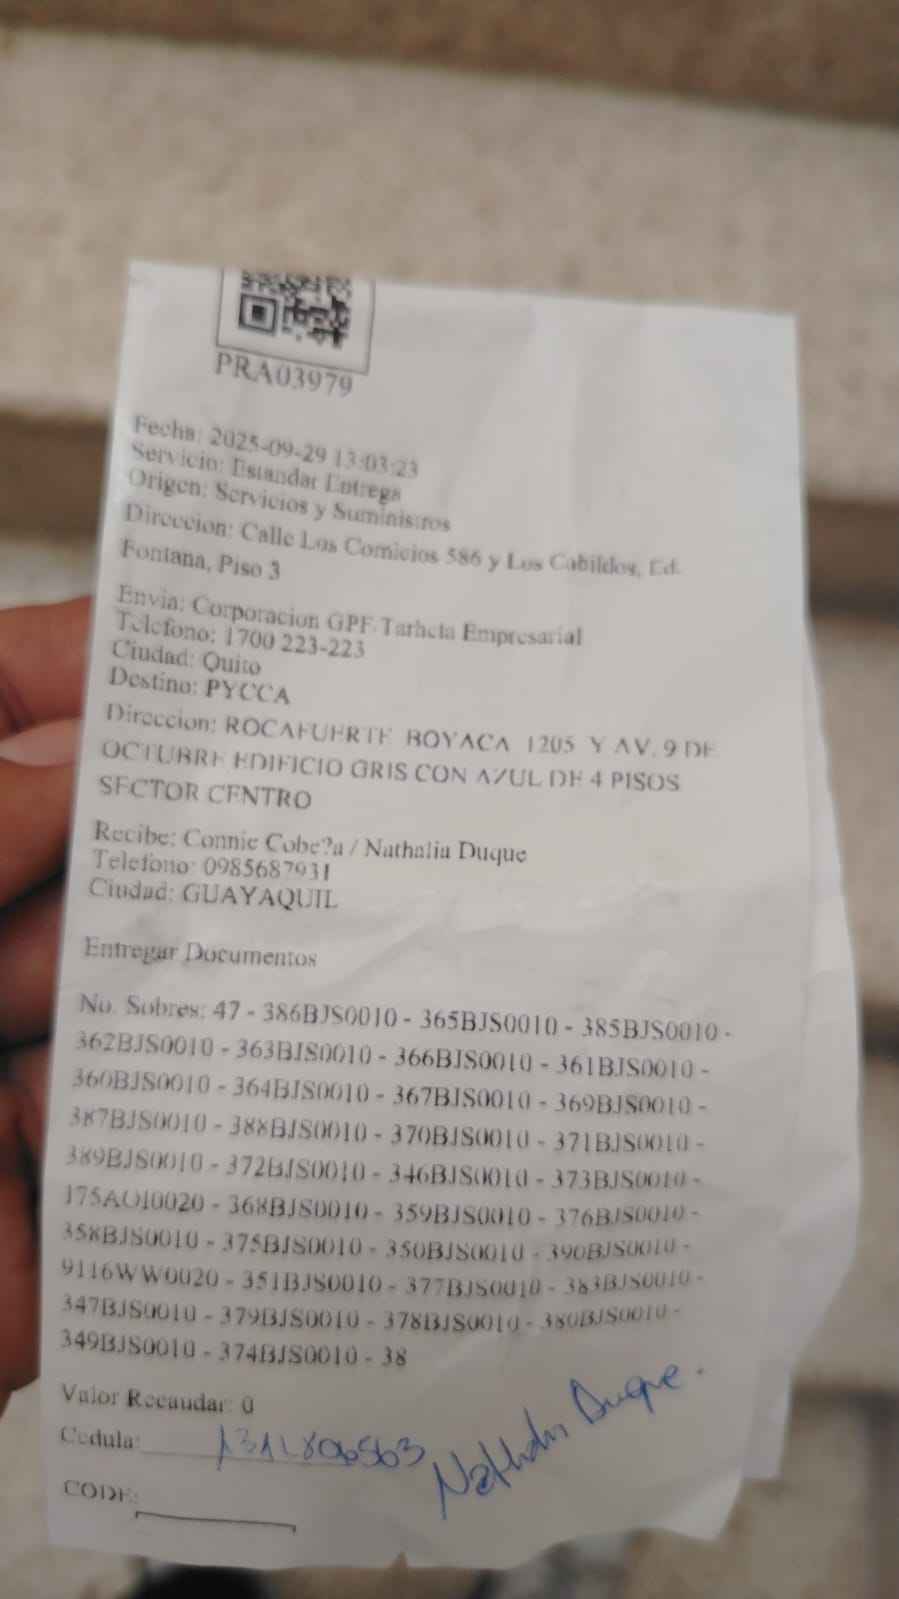 PRA03979
Fecha: 2025-09-29 13:03:23
Servicio: Estandar Entrega
Origen: Servicios y Suministros
Direccion: Calle Los Comicios 586 y Los Cabildos, Ed.
Fontana, Piso 3
Envia: Corporacion GPF-Tarheta Empresarial
Telefono: 1700 223-223
Ciudad: Quito
Destino: PYCCA
Direccion: ROCAFUERTE BOYACA 1205 Y AV. 9 DE
OCTUBRE EDIFICIO GRIS CON AZUL DE 4 PISOS
SECTOR CENTRO
Recibe: Connie Cobe?a / Nathalia Duque
Telefono: 0985687931
Ciudad: GUAYAQUIL
Entregar Documentos
No. Sobres: 47 - 386BJS0010 - 365BJS0010 - 385BJS0010 -
362BJS0010 - 363BJS0010 - 366BJS0010 - 361BJS0010 -
360BJS0010 - 364BJS0010 - 367BJS0010 - 369BJS0010 -
387BJS0010 - 388BJS0010 - 370BJS0010 - 371BJS0010 -
389BJS0010 - 372BJS0010 - 346BJS0010 - 373BJS0010 -
175AOI0020 - 368BJS0010 - 359BJS0010 - 376BJS0010 -
358BJS0010 - 375BJS0010 - 350BJS0010 - 390BJS0010 -
9116WW0020 - 351BJS0010 - 377BJS0010 - 383BJS0010 -
347BJS0010 - 379BJS0010 - 378BJS0010 - 380BJS0010 -
349BJS0010 - 374BJS0010 - 38
Valor Recaudar: 0
Cedula:
Duque.
CODE: